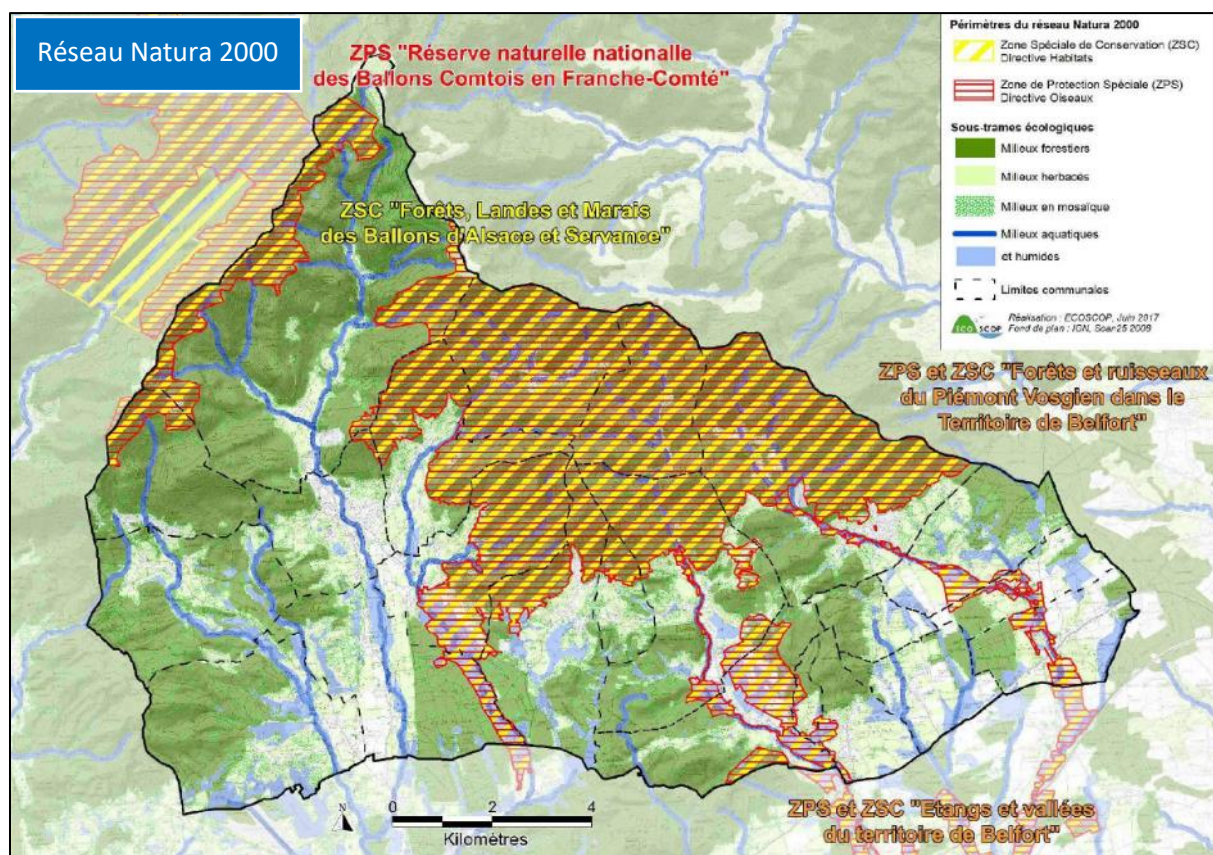 Réseau Natura 2000
ZPS "Réserve naturelle nationalle
des Ballons Comtois en Franche-Comté"
ZSC "Forêts, Landes et Marais
des Ballons d'Alsace et Servance"
Périmètres du réseau Natura 2000
Zone Spéciale de Conservation (ZSC)
Directive Habitats
Zone de Protection Spéciale (ZPS)
Directive Oiseaux
Sous-trames écologiques
Milieux forestiers
Milieux herbacés
Milieux en mosaïque
Milieux aquatiques
et humides
Limites communales
ECOSCOP
Réalisation : ECOSCOP, Juin 2017
Fond de plan : IGN, Scan25 2009
ZPS et ZSC "Forêts et ruisseaux
du Piémont Vosgien dans le
Territoire de Belfort"
ZPS et ZSC "Etangs et vallées
du territoire de Belfort"
N
0 2 4
Kilomètres